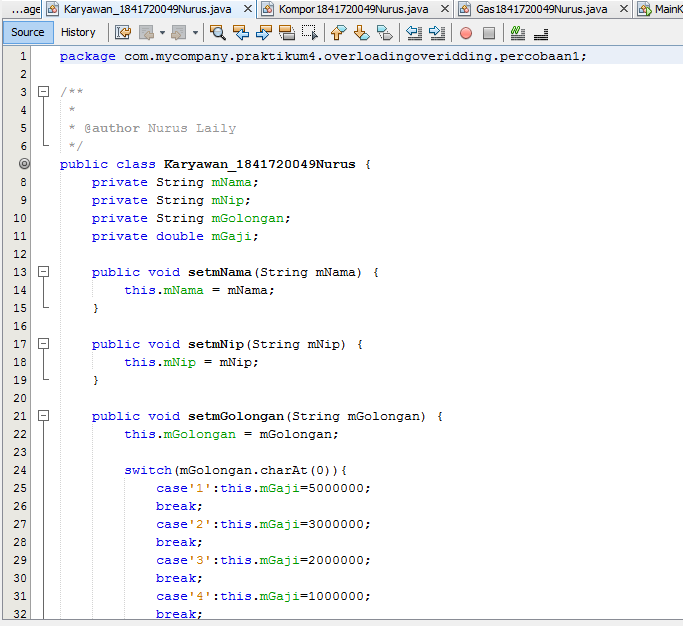 ...age Karyawan_1841720049Nurus.java Kompor1841720049Nurus.java Gas1841720049Nurus.java MainK
Source History
1 package com.mycompany.praktikum4.overloadingoveridding.percobaan1;
2
3 /**
4 *
5 * @author Nurus Laily
6 */
public class Karyawan_1841720049Nurus {
8 private String mNama;
9 private String mNip;
10 private String mGolongan;
11 private double mGaji;
12
13 public void setmNama(String mNama) {
14 this.mNama = mNama;
15 }
16
17 public void setmNip(String mNip) {
18 this.mNip = mNip;
19 }
20
21 public void setmGolongan(String mGolongan) {
22 this.mGolongan = mGolongan;
23
24 switch(mGolongan.charAt(0)){
25 case'1':this.mGaji=5000000;
26 break;
27 case'2':this.mGaji=3000000;
28 break;
29 case'3':this.mGaji=2000000;
30 break;
31 case'4':this.mGaji=1000000;
32 break;